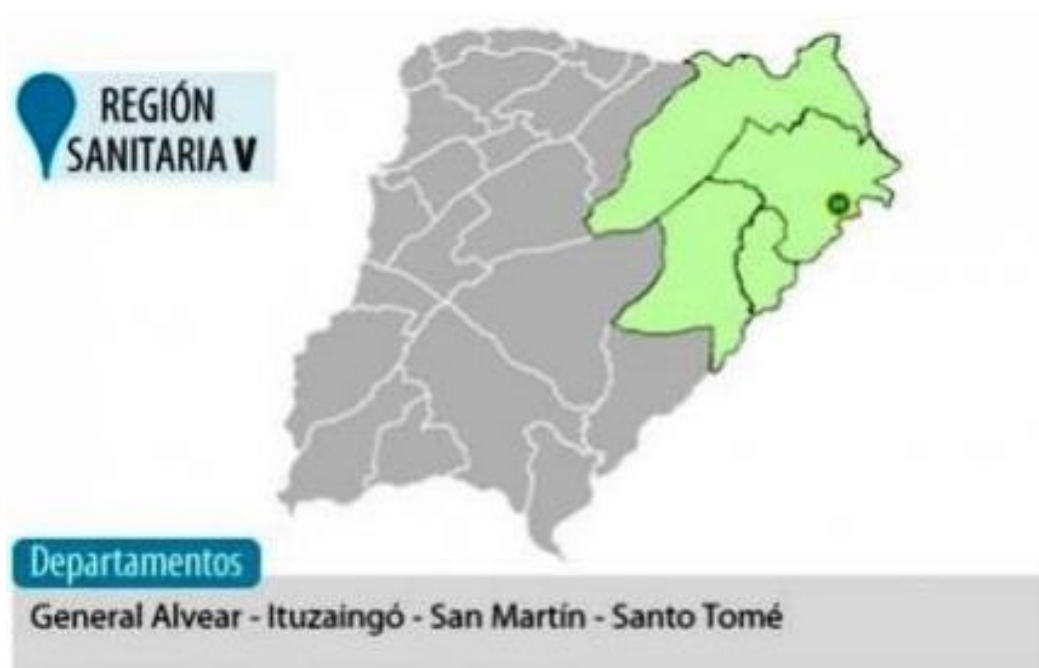 REGIÓN
SANITARIA V
Departamentos
General Alvear - Ituzaingó - San Martín - Santo Tomé